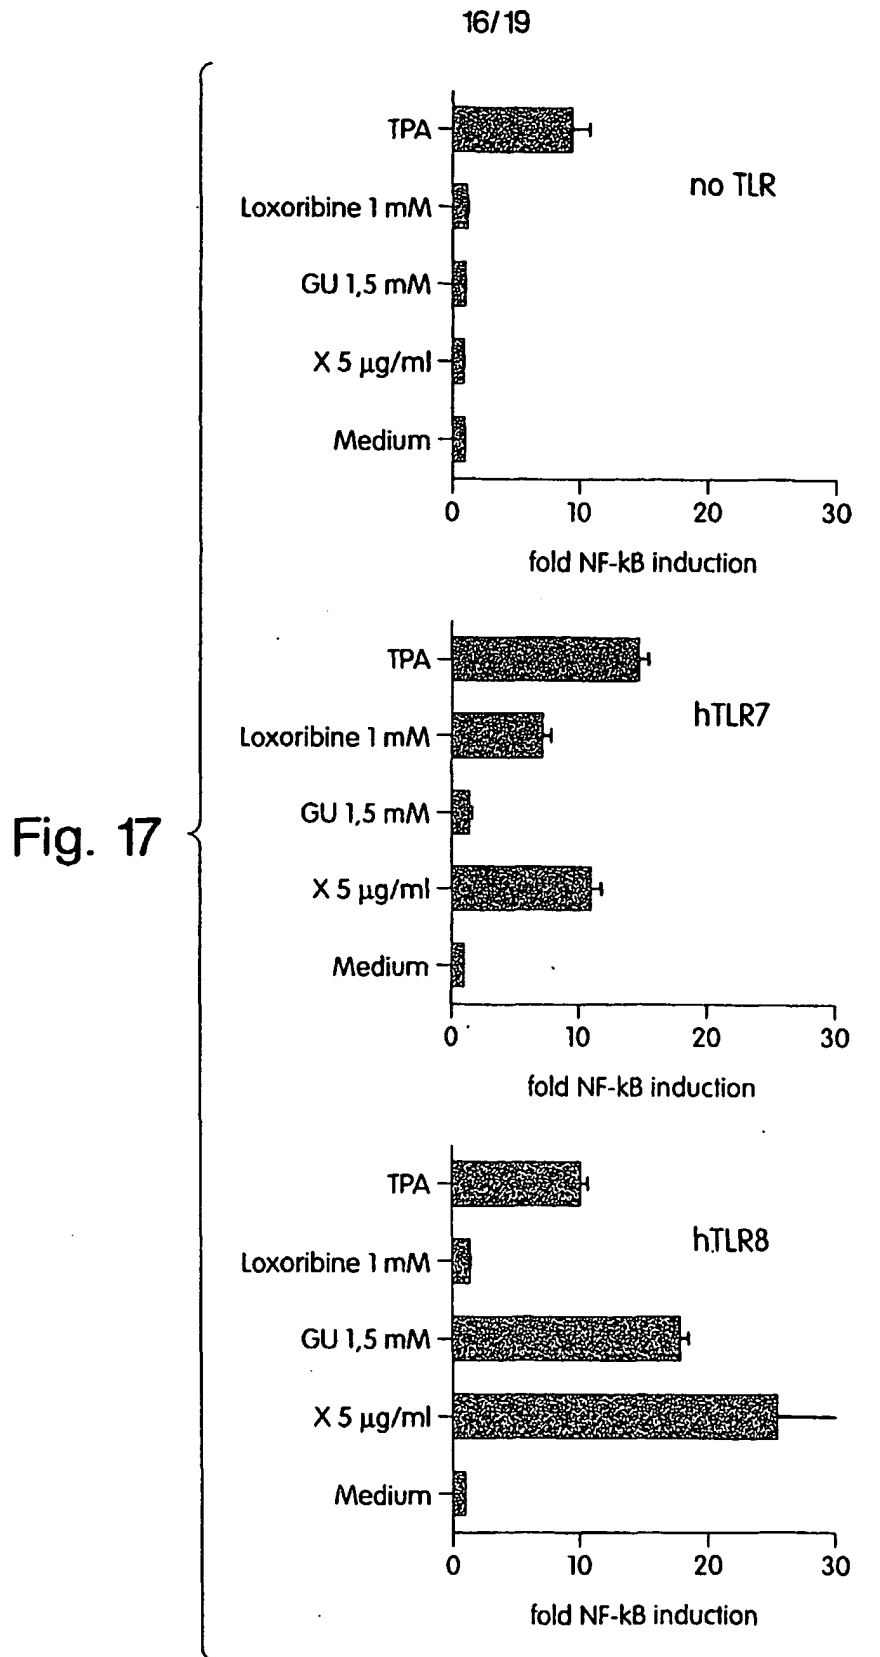 16/19
TPA
no TLR
Loxoribine 1 mM
GU 1,5 mM
X 5 µg/ml
Medium
0 10 20 30
fold NF-kB induction
TPA
hTLR7
Loxoribine 1 mM
GU 1,5 mM
Fig. 17
X 5 µg/ml
Medium
0 10 20 30
fold NF-kB induction
TPA
hTLR8
Loxoribine 1 mM
GU 1,5 mM
X 5 µg/ml
Medium
0 10 20 30
fold NF-kB induction